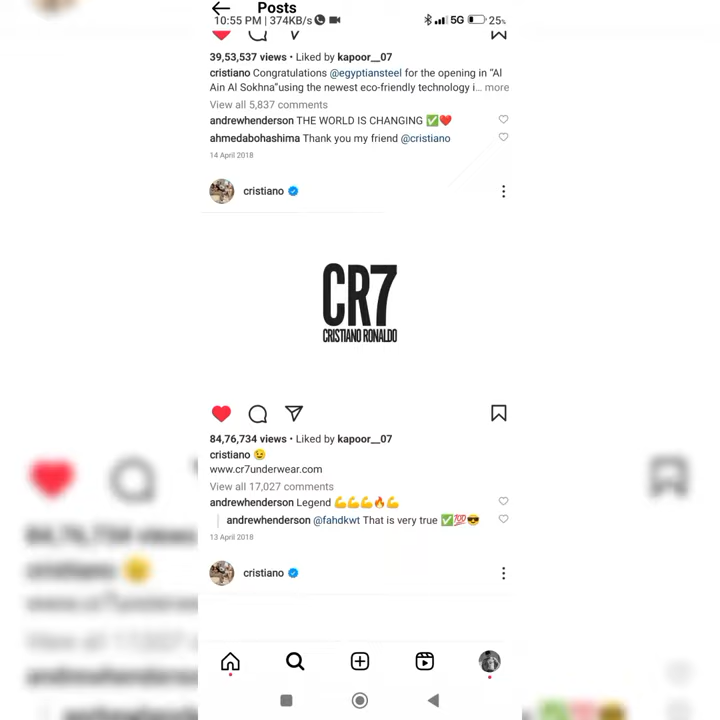 Posts
10:55 PM | 374KB/s
5G 25%
39,53,537 views • Liked by kapoor__07
cristiano Congratulations @egyptiansteel for the opening in "Al
Ain Al Sokhna"using the newest eco-friendly technology i... more
View all 5,837 comments
andrewhenderson THE WORLD IS CHANGING ✅❤️
ahmedabohashima Thank you my friend @cristiano
14 April 2018
cristiano
CR7
CRISTIANO RONALDO
84,76,734 views • Liked by kapoor__07
cristiano 😉
www.cr7underwear.com
View all 17,027 comments
andrewhenderson Legend 💪💪💪🔥💪
andrewhenderson @fahdkwt That is very true ✅💯😎
13 April 2018
cristiano